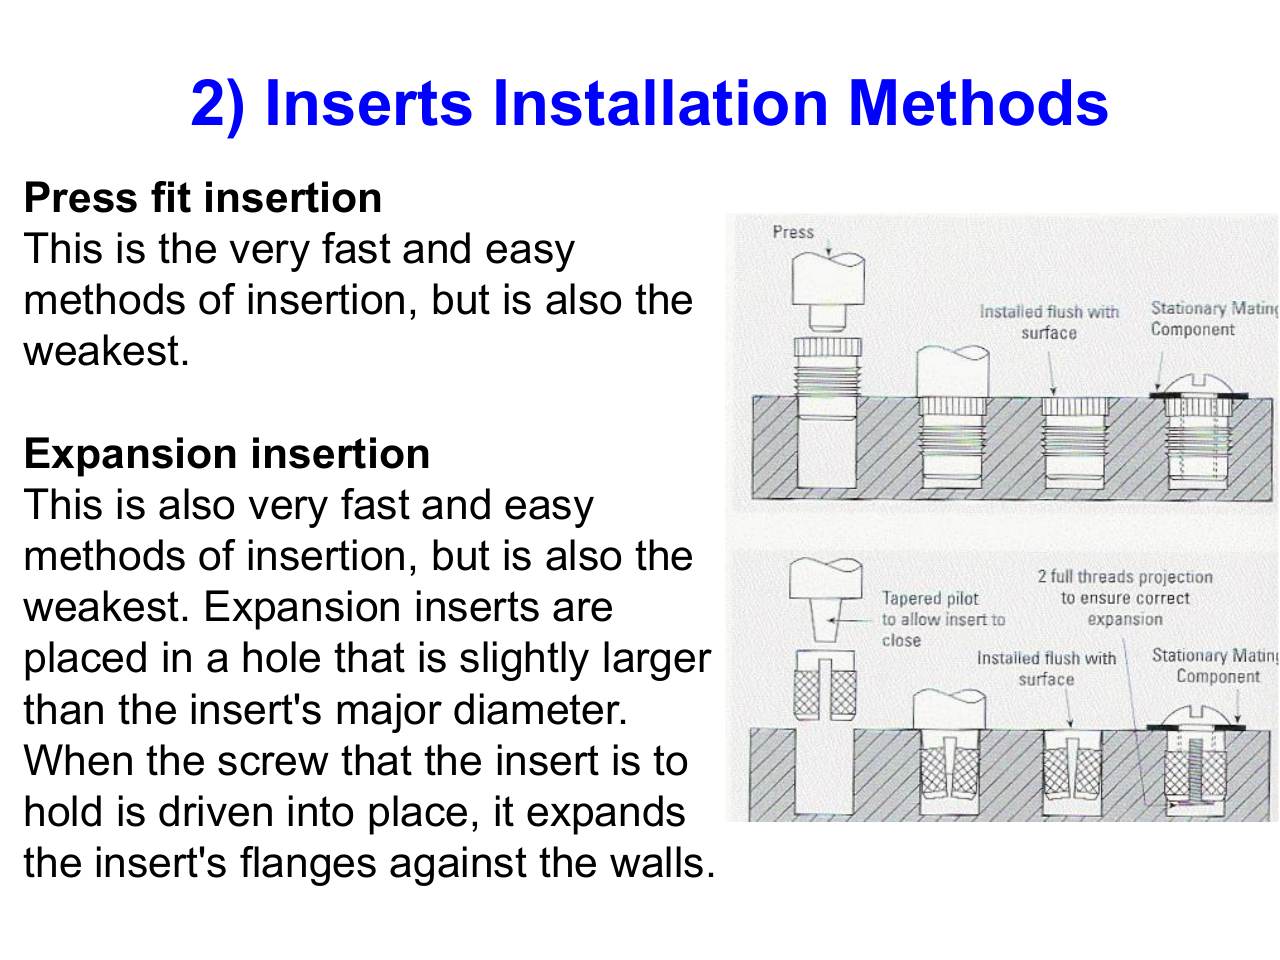 2) Inserts Installation Methods
Press fit insertion
This is the very fast and easy
methods of insertion, but is also the
weakest.
Expansion insertion
This is also very fast and easy
methods of insertion, but is also the
weakest. Expansion inserts are
placed in a hole that is slightly larger
than the insert's major diameter.
When the screw that the insert is to
hold is driven into place, it expands
the insert's flanges against the walls.
Press
Installed flush with
surface
Stationary Mating
Component
Tapered pilot
to allow insert to
close
2 full threads projection
to ensure correct
expansion
Installed flush with
surface
Stationary Mating
Component